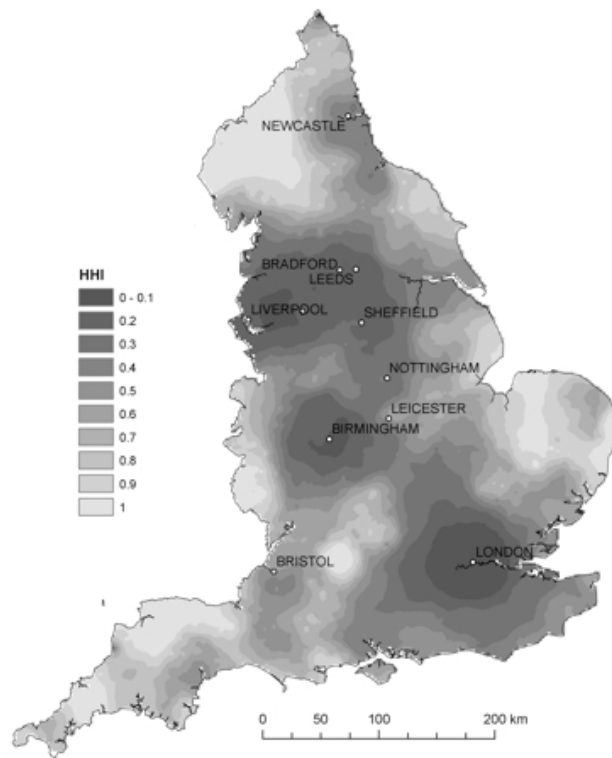 NEWCASTLE
BRADFORD
LEEDS
LIVERPOOL
SHEFFIELD
NOTTINGHAM
LEICESTER
BIRMINGHAM
LONDON
BRISTOL
HHI
0 - 0.1
0.2
0.3
0.4
0.5
0.6
0.7
0.8
0.9
1
0 50 100 200 km